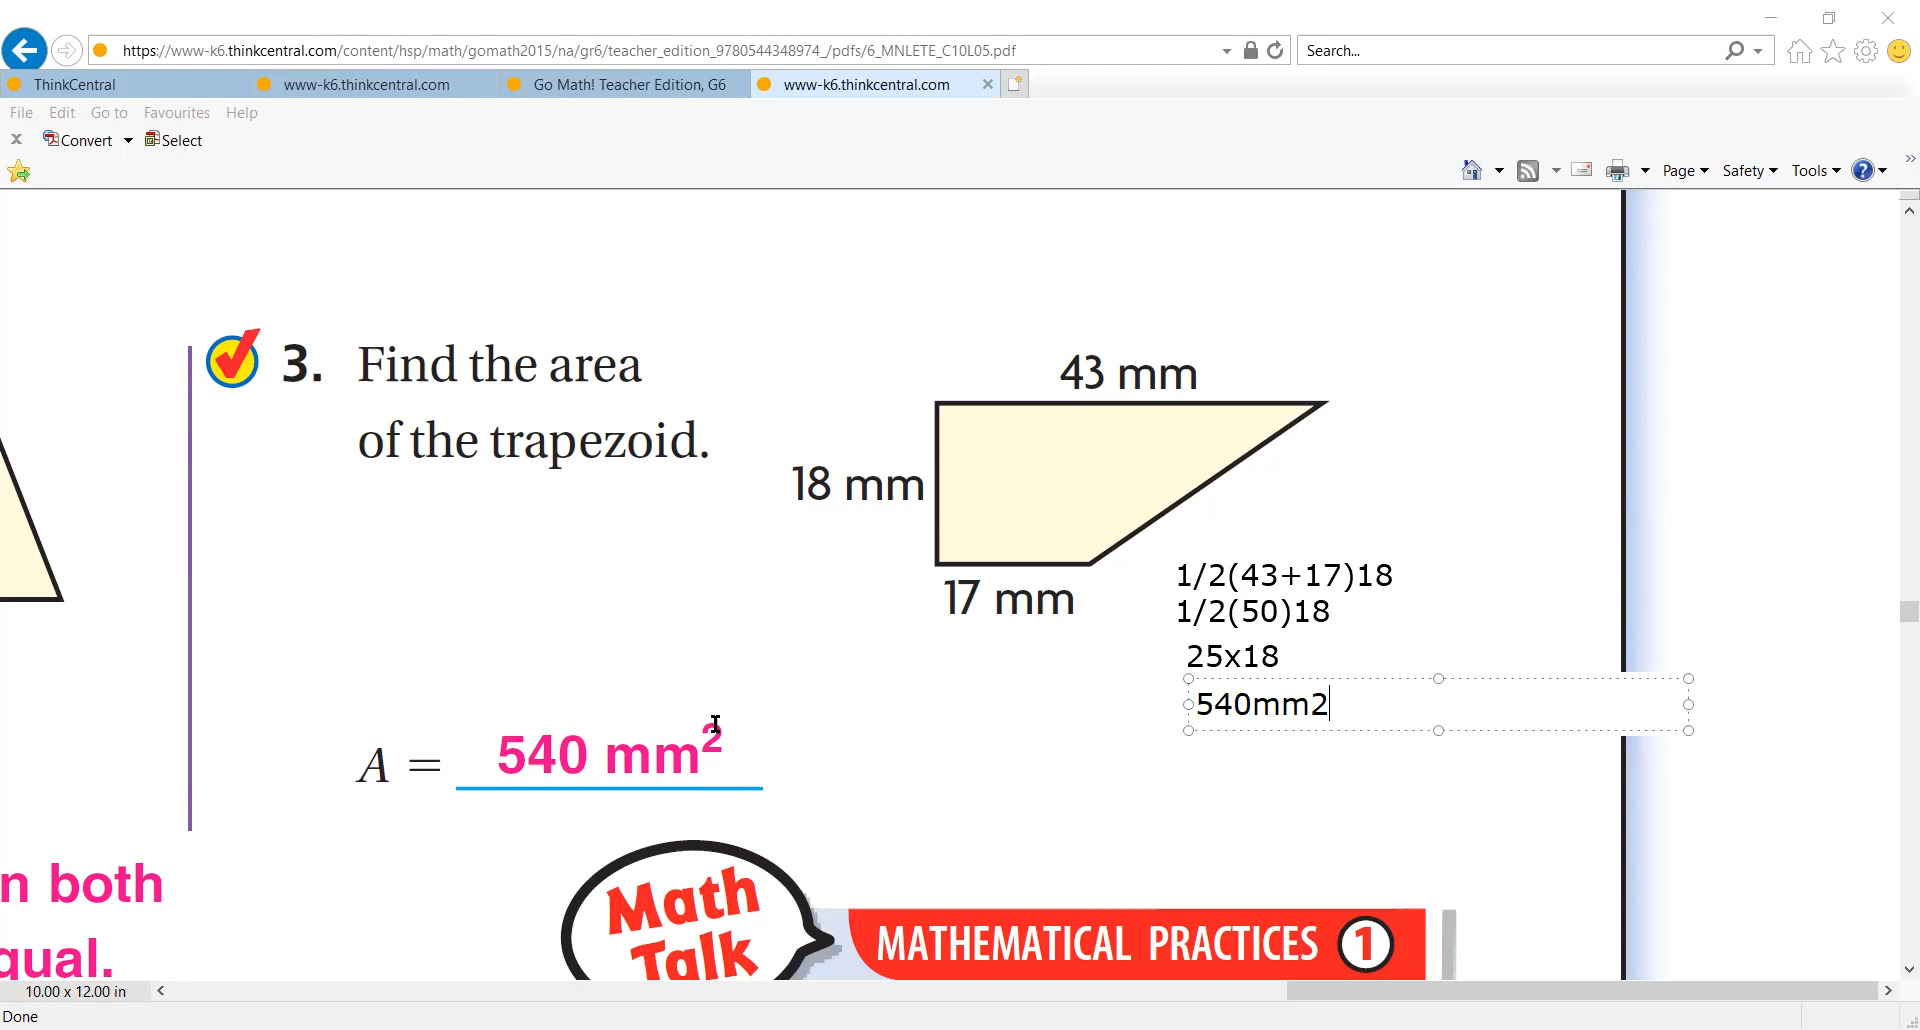 https://www-k6.thinkcentral.com/content/hsp/math/gomath2015/na/gr6/teacher_edition_9780544348974_/pdfs/6_MNLETE_C10L05.pdf
Search...
ThinkCentral
www-k6.thinkcentral.com
Go Math! Teacher Edition, G6
www-k6.thinkcentral.com
File Edit Go to Favourites Help
x Convert Select
Page Safety Tools
3. Find the area
of the trapezoid.
43 mm
18 mm
17 mm
1/2(43+17)18
1/2(50)18
25x18
540mm2
A = 540 mm²
n both
qual.
Math
Talk
MATHEMATICAL PRACTICES 1
10.00 x 12.00 in
Done